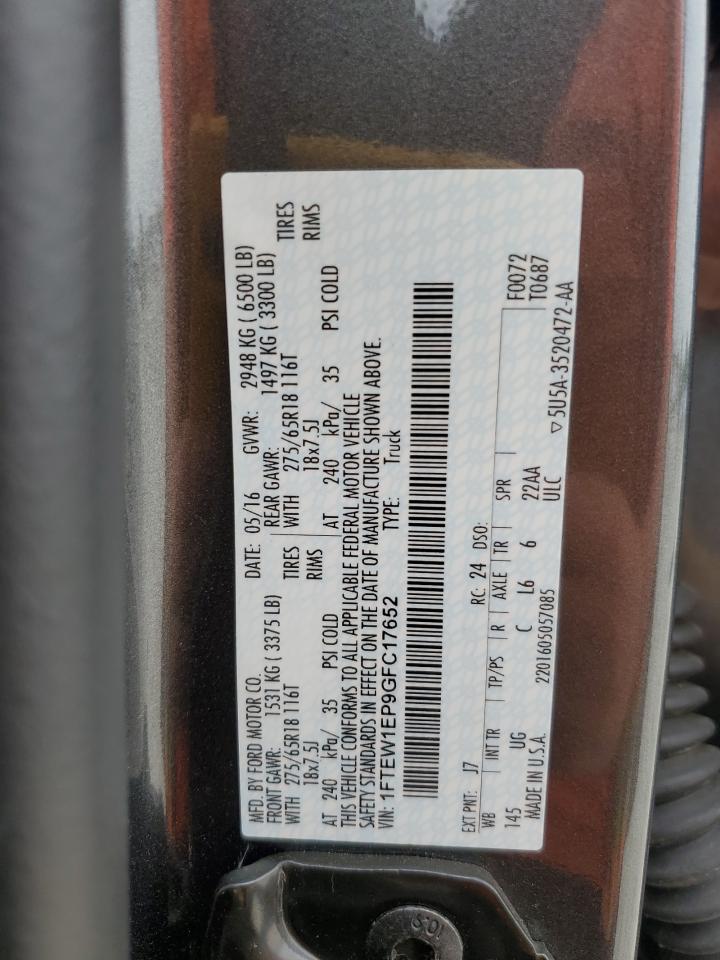 MFD. BY FORD MOTOR CO.
DATE: 05/16 GVWR: 2948 KG ( 6500 LB)
FRONT GAWR: 1531 KG ( 3375 LB)
REAR GAWR: 1497 KG ( 3300 LB)
WITH 275/65R18 116T TIRES
WITH 275/65R18 116T TIRES
18x7.5J RIMS
18x7.5J RIMS
AT 240 kPa/ 35 PSI COLD
AT 240 kPa/ 35 PSI COLD
THIS VEHICLE CONFORMS TO ALL APPLICABLE FEDERAL MOTOR VEHICLE
SAFETY STANDARDS IN EFFECT ON THE DATE OF MANUFACTURE SHOWN ABOVE.
VIN: 1FTEW1EP9GFC17652 TYPE: Truck
EXT PNT: J7 RC: 24 DSO: F0072
WB INT TR TP/PS R AXLE TR SPR T0687
145 UG C L6 6 22AA
ULC
MADE IN U.S.A. 2201605057085 ▽5U5A-3520472-AA
10.9